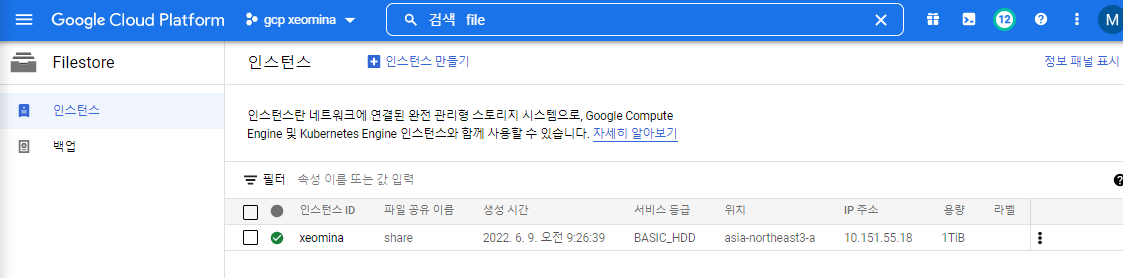 Google Cloud Platform
gcp xeomina
검색 file
12
M
Filestore
인스턴스
인스턴스 만들기
정보 패널 표시
인스턴스
백업
인스턴스란 네트워크에 연결된 완전 관리형 스토리지 시스템으로, Google Compute
Engine 및 Kubernetes Engine 인스턴스와 함께 사용할 수 있습니다. 자세히 알아보기
필터 속성 이름 또는 값 입력
인스턴스 ID 파일 공유 이름 생성 시간 서비스 등급 위치 IP 주소 용량 라벨
xeomina share 2022. 6. 9. 오전 9:26:39 BASIC_HDD asia-northeast3-a 10.151.55.18 1TiB